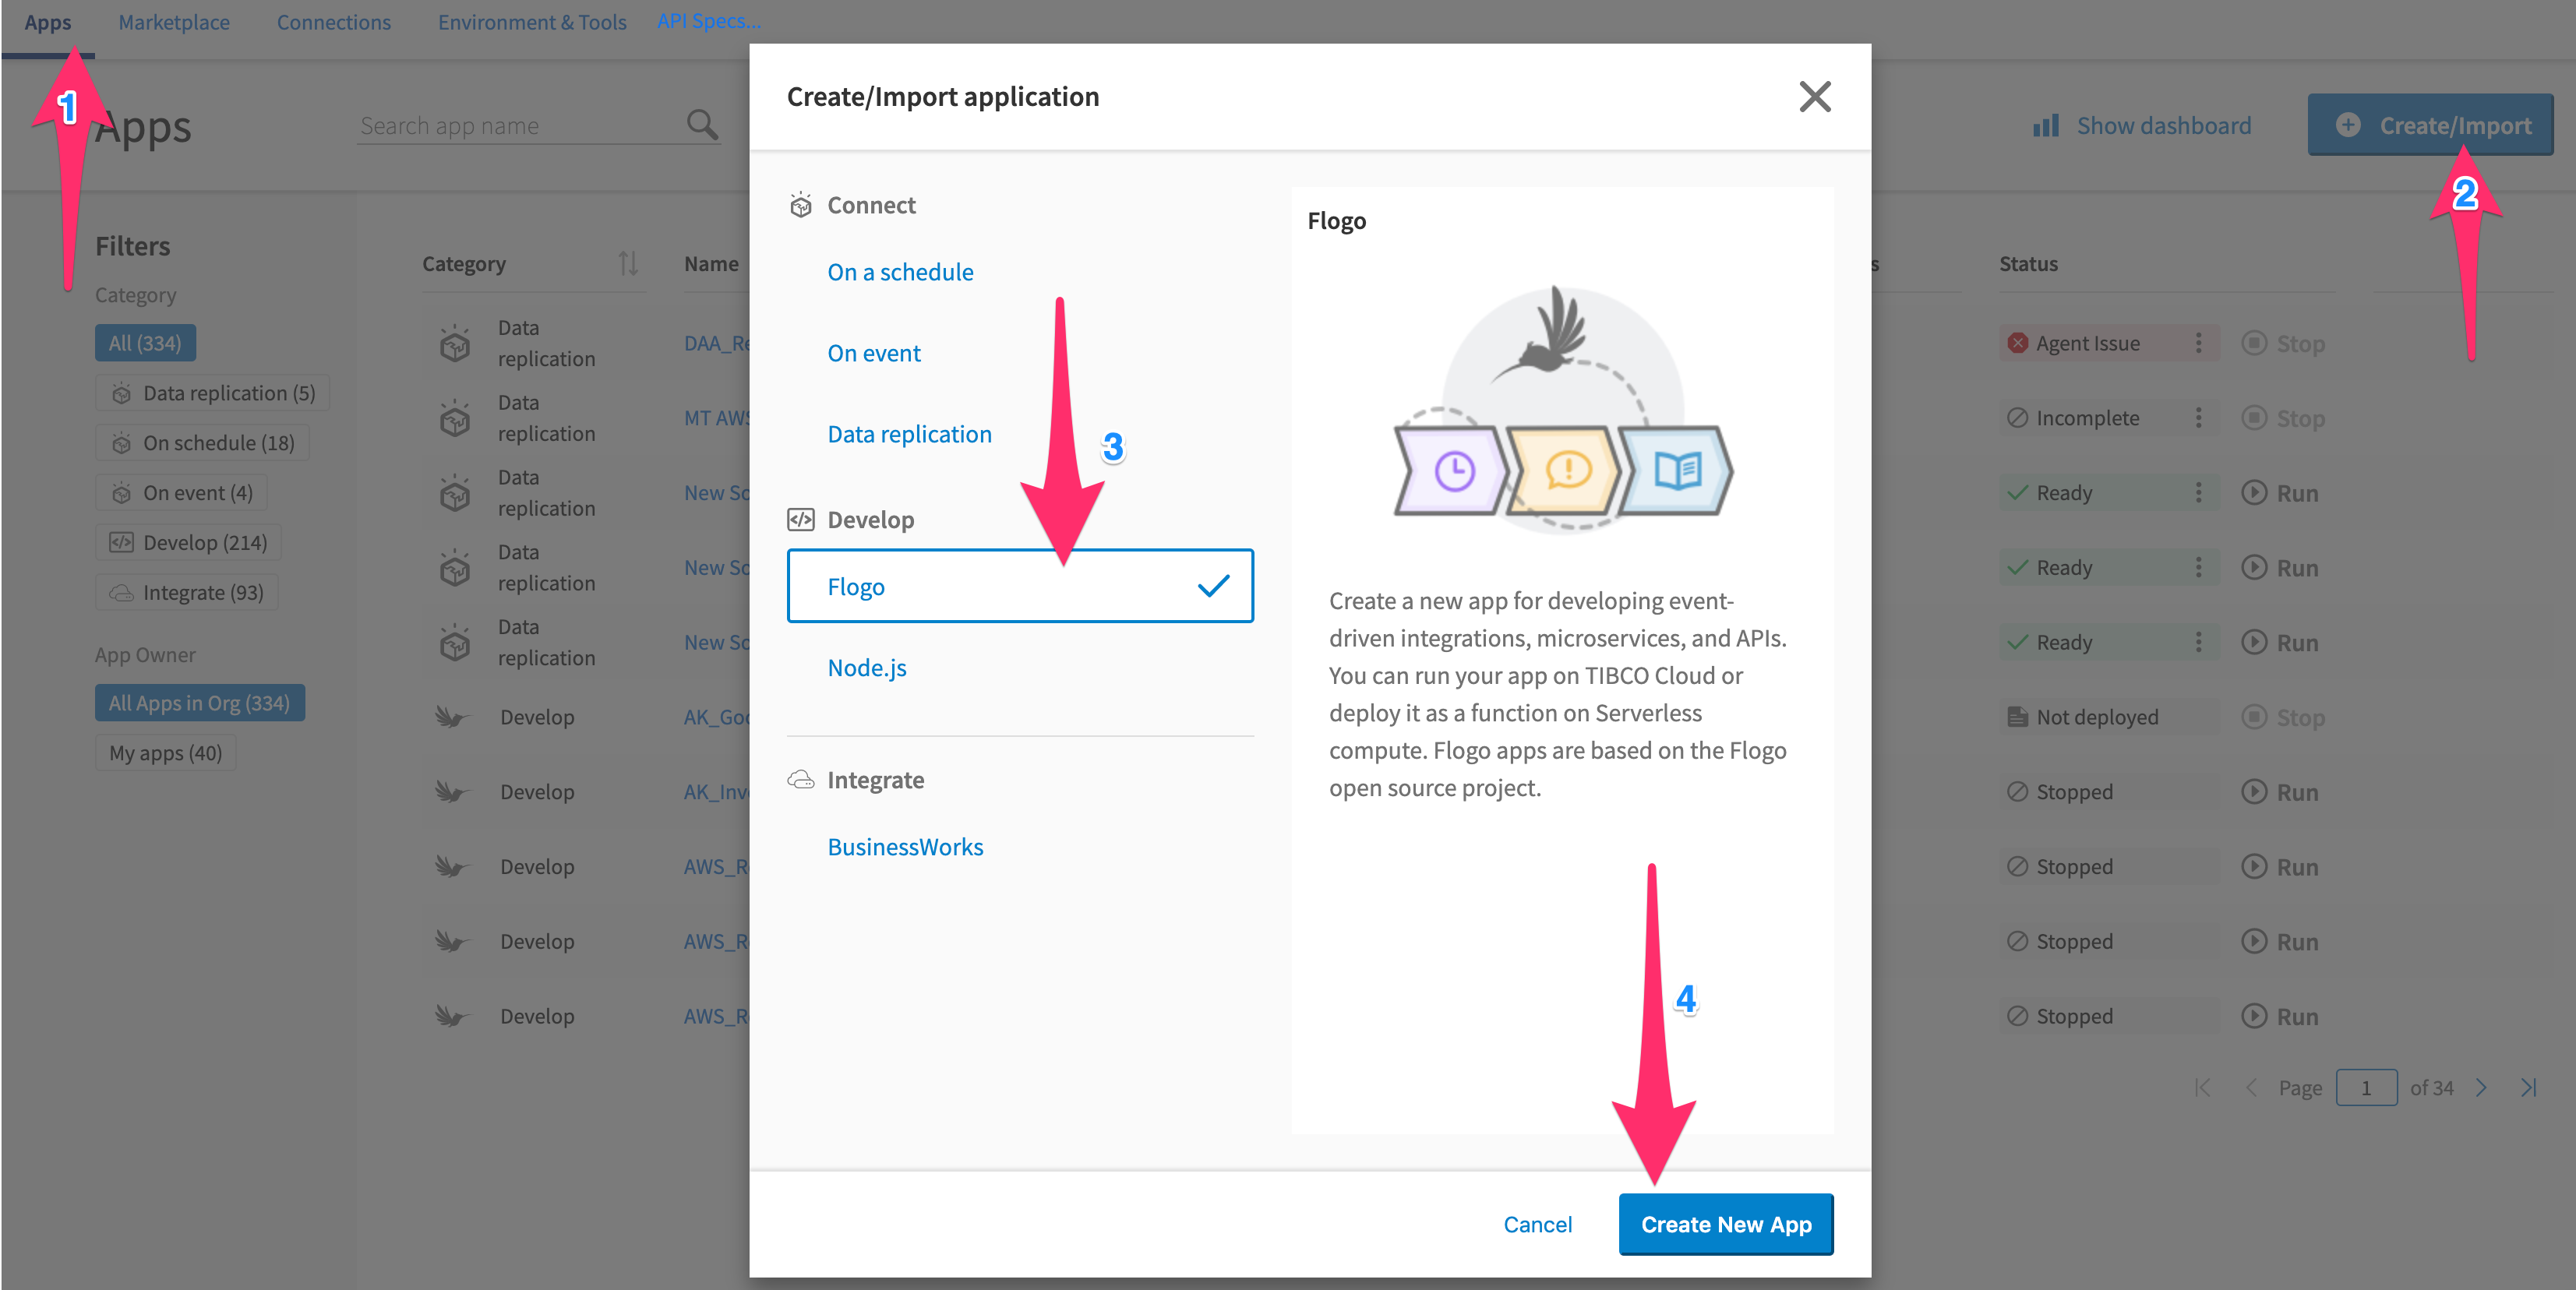 Apps Marketplace Connections Environment & Tools API Specs...
1
Apps
Search app name
Show dashboard
Create/Import
2
Filters
Category
All (334)
Data replication (5)
On schedule (18)
On event (4)
Develop (214)
Integrate (93)
App Owner
All Apps in Org (334)
My apps (40)
Category Name s Status
Data
replication
DAA_Re
Agent Issue Stop
Data
replication
MT AWS
Incomplete Stop
Data
replication
New So
Ready Run
Data
replication
New So
Ready Run
Data
replication
New So
Ready Run
Develop AK_Goo Not deployed Stop
Develop AK_Inv Stopped Run
Develop AWS_R Stopped Run
Develop AWS_R Stopped Run
Develop AWS_R Stopped Run
Page 1 of 34
Create/Import application
Connect
On a schedule
On event
Data replication
3
Develop
Flogo
Node.js
Integrate
BusinessWorks
Flogo
Create a new app for developing event-
driven integrations, microservices, and APIs.
You can run your app on TIBCO Cloud or
deploy it as a function on Serverless
compute. Flogo apps are based on the Flogo
open source project.
4
Cancel
Create New App